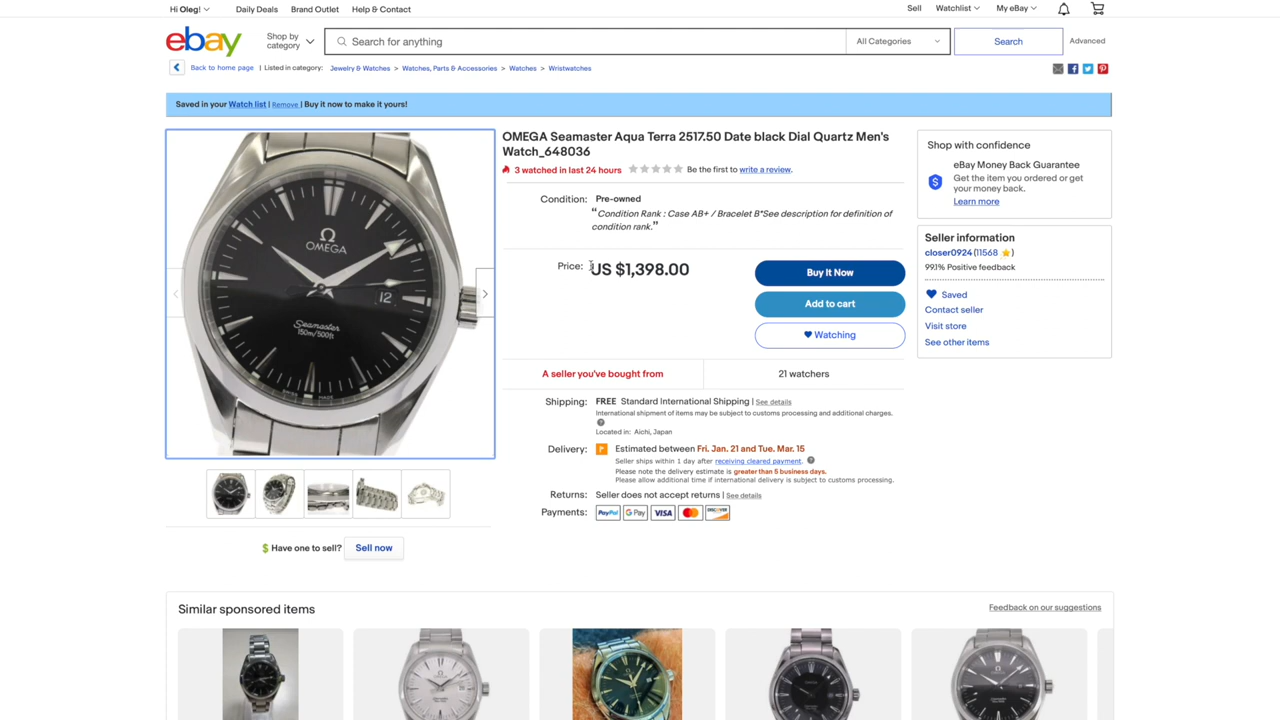 Hi Oleg!
Daily Deals
Brand Outlet
Help & Contact
Sell
Watchlist
My eBay
ebay
Shop by
category
Search for anything
All Categories
Search
Advanced
Back to home page | Listed in category:
Jewelry & Watches > Watches, Parts & Accessories > Watches > Wristwatches
Saved in your Watch list | Remove | Buy it now to make it yours!
OMEGA Seamaster Aqua Terra 2517.50 Date black Dial Quartz Men's
Watch_648036
3 watched in last 24 hours
Be the first to write a review.
Condition: Pre-owned
“Condition Rank : Case AB+ / Bracelet B*See description for definition of
condition rank.”
Price: US $1,398.00
Buy It Now
Add to cart
Watching
A seller you've bought from
21 watchers
Shipping: FREE Standard International Shipping | See details
International shipment of items may be subject to customs processing and additional charges.
Located in: Aichi, Japan
Delivery: Estimated between Fri. Jan. 21 and Tue. Mar. 15
Seller ships within 1 day after receiving cleared payment.
Please note the delivery estimate is greater than 5 business days.
Please allow additional time if international delivery is subject to customs processing.
Returns: Seller does not accept returns | See details
Payments: PayPal G Pay VISA MasterCard DISCOVER
Shop with confidence
eBay Money Back Guarantee
Get the item you ordered or get
your money back.
Learn more
Seller information
closer0924 (11568)
99.1% Positive feedback
Saved
Contact seller
Visit store
See other items
Ω
OMEGA
12
Seamaster
150m/500ft
SWISS MADE
Have one to sell? Sell now
Similar sponsored items
Feedback on our suggestions